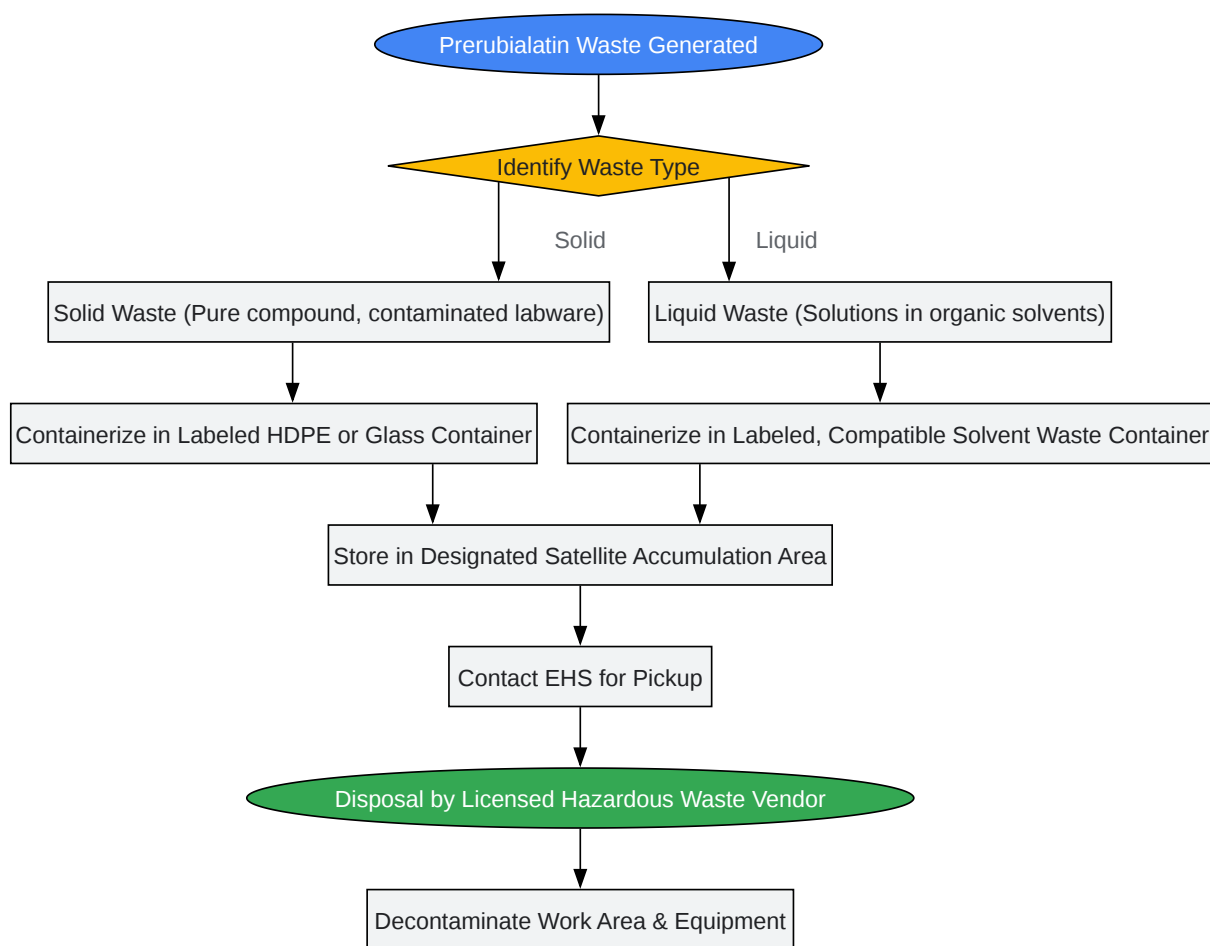 Prerubialatin Waste Generated
Identify Waste Type
Solid
Liquid
Solid Waste (Pure compound, contaminated labware)
Liquid Waste (Solutions in organic solvents)
Containerize in Labeled HDPE or Glass Container
Containerize in Labeled, Compatible Solvent Waste Container
Store in Designated Satellite Accumulation Area
Contact EHS for Pickup
Disposal by Licensed Hazardous Waste Vendor
Decontaminate Work Area & Equipment